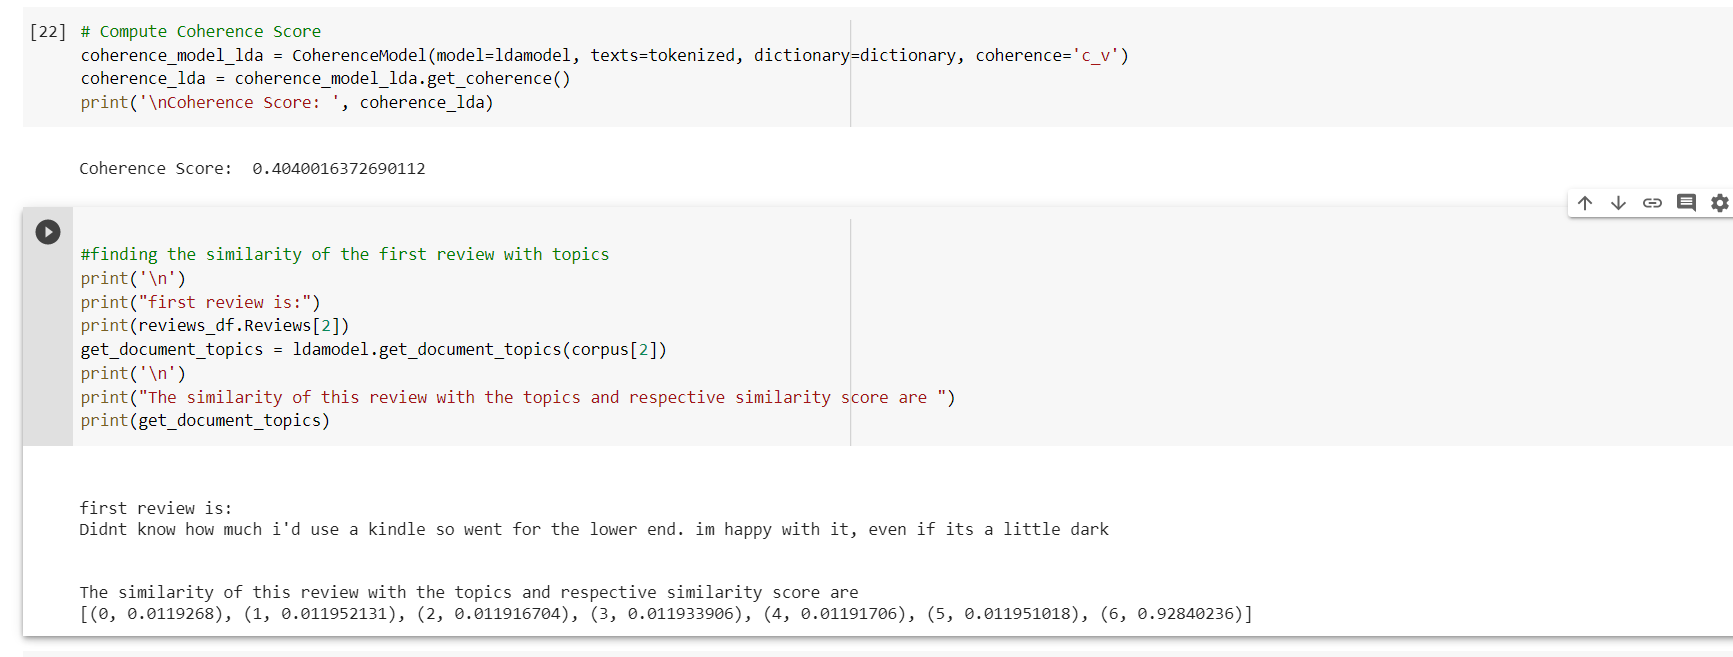 [22] # Compute Coherence Score
coherence_model_lda = CoherenceModel(model=ldamodel, texts=tokenized, dictionary=dictionary, coherence='c_v')
coherence_lda = coherence_model_lda.get_coherence()
print('\nCoherence Score: ', coherence_lda)
Coherence Score:  0.4040016372690112
#finding the similarity of the first review with topics
print('\n')
print("first review is:")
print(reviews_df.Reviews[2])
get_document_topics = ldamodel.get_document_topics(corpus[2])
print('\n')
print("The similarity of this review with the topics and respective similarity score are ")
print(get_document_topics)
first review is:
Didnt know how much i'd use a kindle so went for the lower end. im happy with it, even if its a little dark
The similarity of this review with the topics and respective similarity score are
[(0, 0.0119268), (1, 0.011952131), (2, 0.011916704), (3, 0.011933906), (4, 0.01191706), (5, 0.011951018), (6, 0.92840236)]